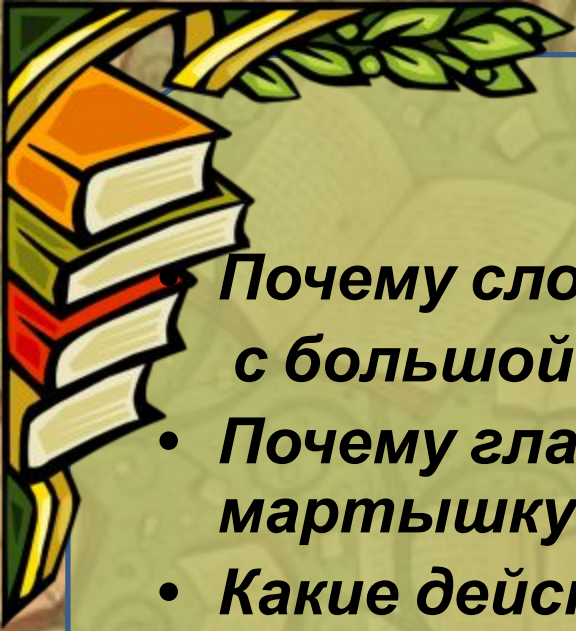 • Почему сло
с большой
• Почему гла
мартышку
• Какие дейс